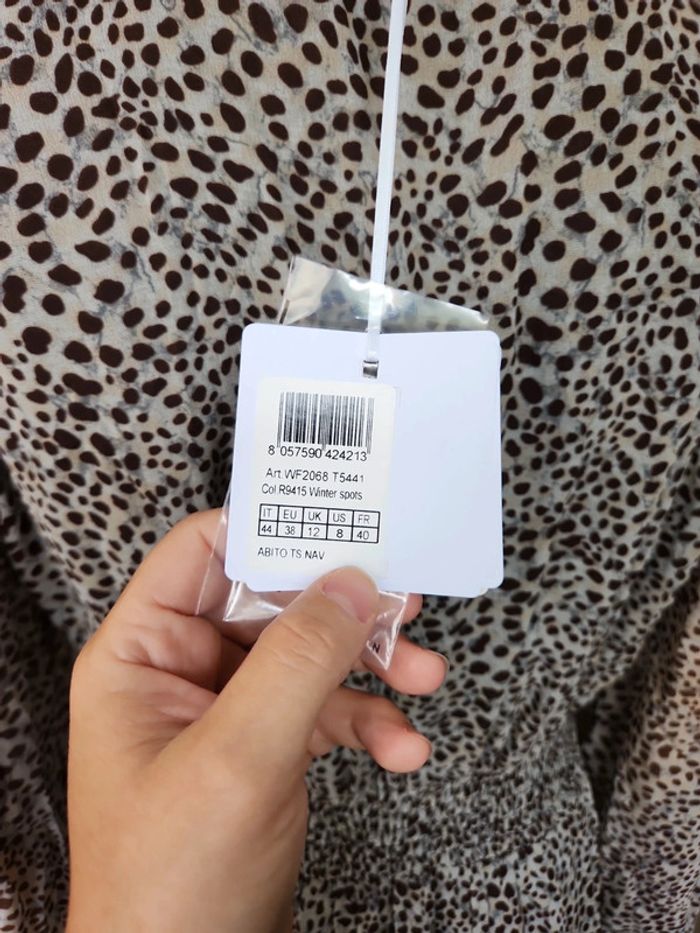 8 057590 424213
Art.WF2068 T5441
Col R9415 Winter spots
IT EU UK US FR
44 38 12 8 40
ABITO TS NAV
N